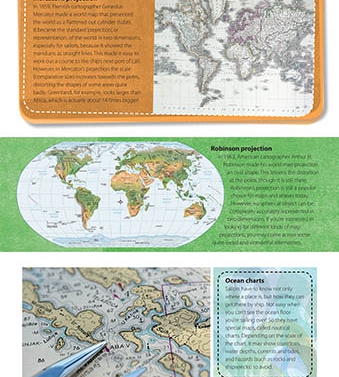 In 1859, Flemish cartographer Gerardus
Mercator made a world map that presented
the world as a flattened out cylinder (tube).
It became the standard projection, or
representation, of the world in two dimensions,
especially for sailors, because it showed the
meridians as straight lines. This made it easy to
work out a course to the ship's next port of call.
However, in Mercator's projection the scale
(comparative size) increases towards the poles,
distorting the shapes of some areas quite
badly. Greenland, for example, looks larger than
Africa, which is actually about 14 times bigger.
Robinson projection
In 1963, American cartographer Arthur H.
Robinson made his world map projection
an oval shape. This lessens the distortion
at the poles, though it is still there.
Robinson's projection is still a popular
choice for maps and atlases today.
However, no spherical object can be
completely accurately represented in
two dimensions. If you're interested in
looking for different kinds of map
projections, you may come across some
quite weird and wonderful alternatives.
Ocean charts
Sailors have to know not only
where a place is, but how they can
get there by ship. Not easy when
you can't see the ocean floor
you're sailing over! So they have
special maps, called nautical
charts. Depending on the scale of
the chart, it may show coastlines,
water depths, currents and tides,
and hazards such as rocks and
shipwrecks to avoid.